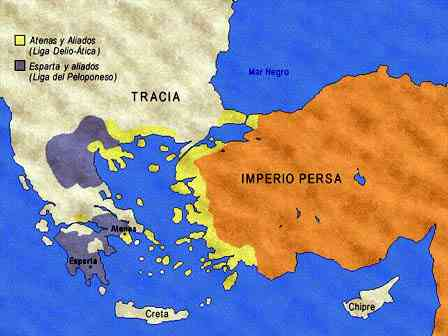 Atenas y Aliados
(Liga Delio-Ática)
Esparta y aliados
(Liga del Peloponeso)
Mar Negro
TRACIA
IMPERIO PERSA
Atenas
Esparta
Creta
Chipre